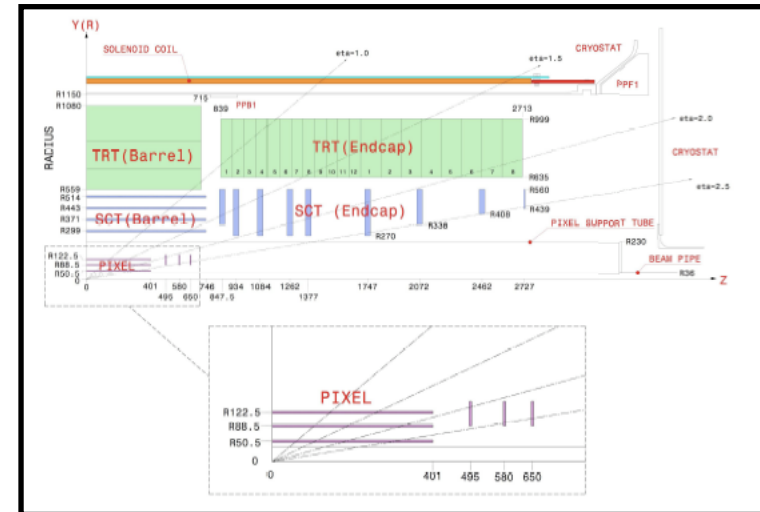 Y(R)
SOLENOID COIL
eta=1.0
eta=1.5
CRYOSTAT
PPF1
R1150
R1080
715
PPB1
839
2713
R999
RADIUS
TRT(Barrel)
TRT(Endcap)
1 2 3 4 5 6 7 8 9 10 11 12 1 2 3 4 5 6 7 8
eta=2.0
CRYOSTAT
R635
eta=2.5
R559
R514
R443
R371
R299
SCT(Barrel)
SCT (Endcap)
R560
R439
R408
R338
R270
PIXEL SUPPORT TUBE
R230
BEAM PIPE
R36
R122.5
R88.5
R50.5
PIXEL
0
Z
0
401
580
746
934
1084
1262
1747
2072
2462
2727
495
650
847.5
1377
PIXEL
R122.5
R88.5
R50.5
0
0
401
495
580
650